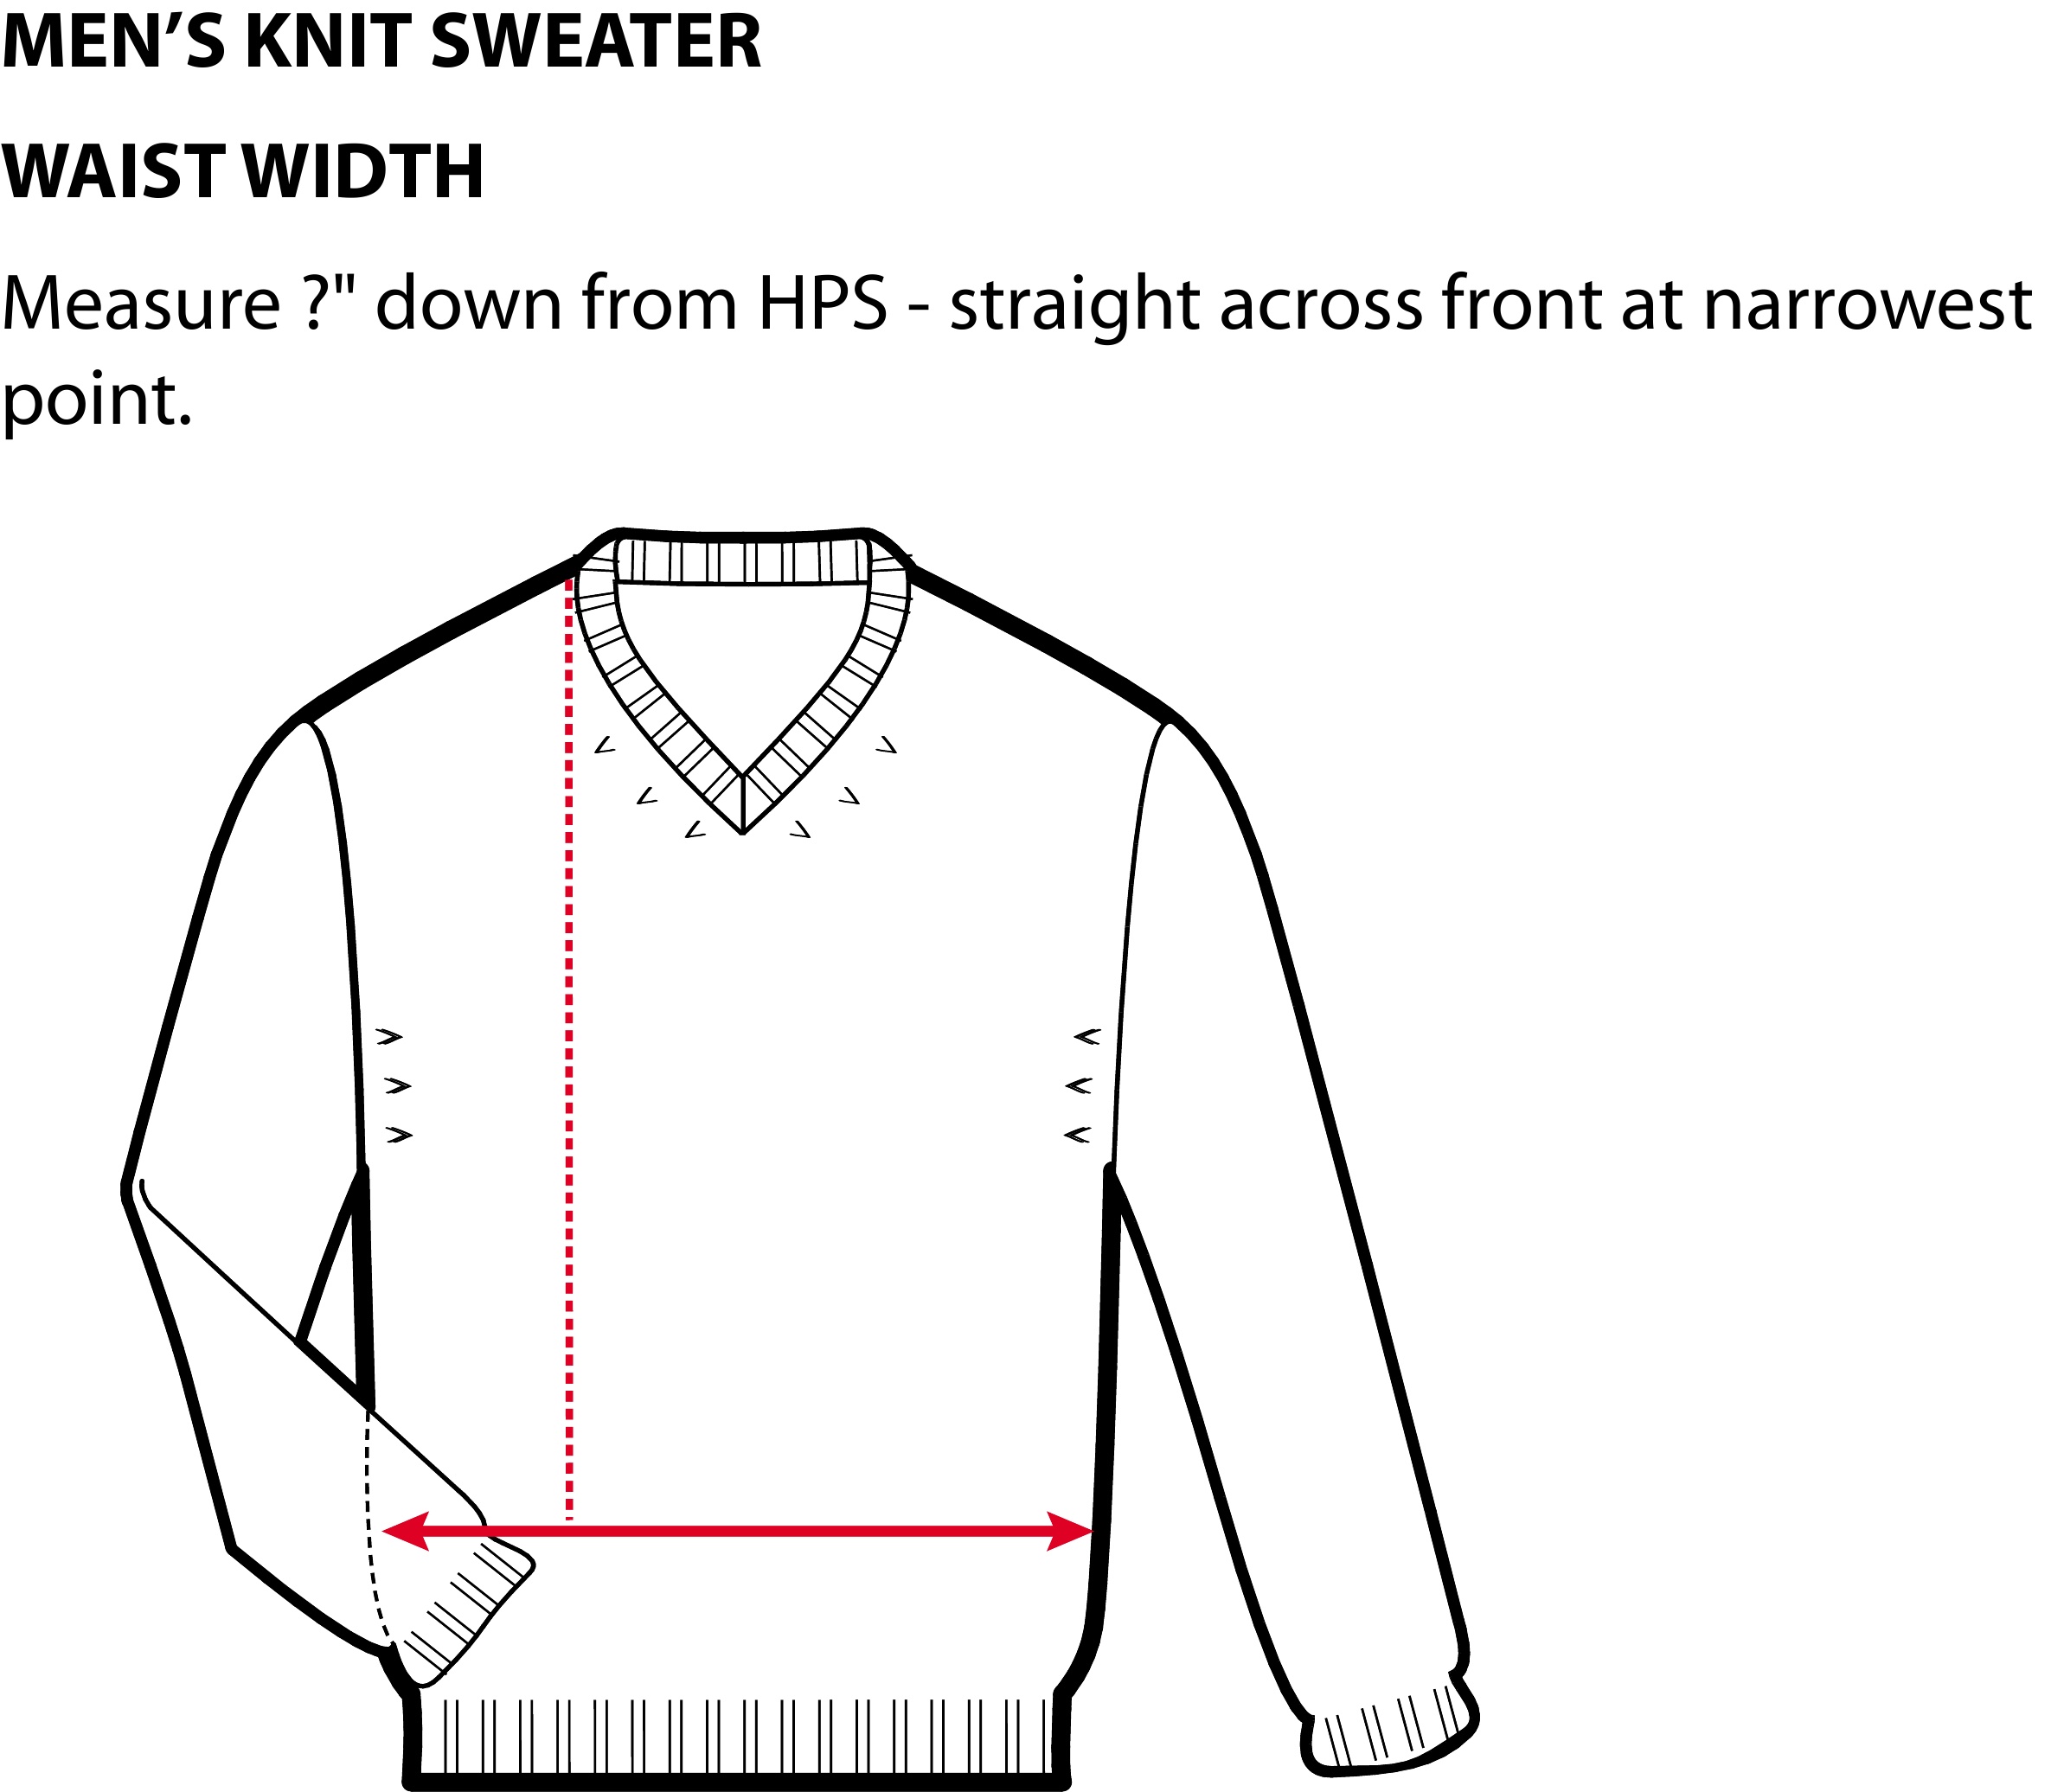 MEN’S KNIT SWEATER
WAIST WIDTH
Measure ?" down from HPS - straight across front at narrowest
point.